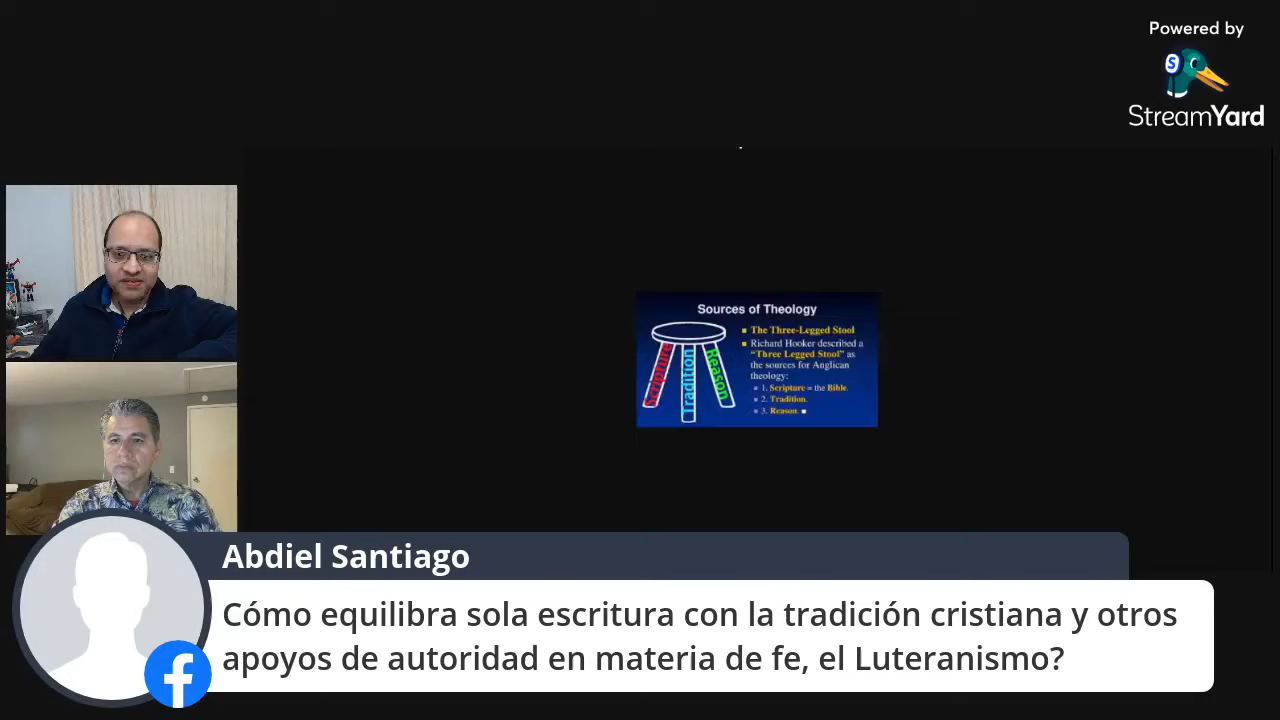 Powered by
StreamYard
Sources of Theology
The Three-Legged Stool
Richard Hooker described a
"Three Legged Stool" as
the sources for Anglican
theology:
1. Scripture = the Bible.
2. Tradition.
3. Reason.
Scripture
Tradition
Reason
Abdiel Santiago
Cómo equilibra sola escritura con la tradición cristiana y otros
apoyos de autoridad en materia de fe, el Luteranismo?